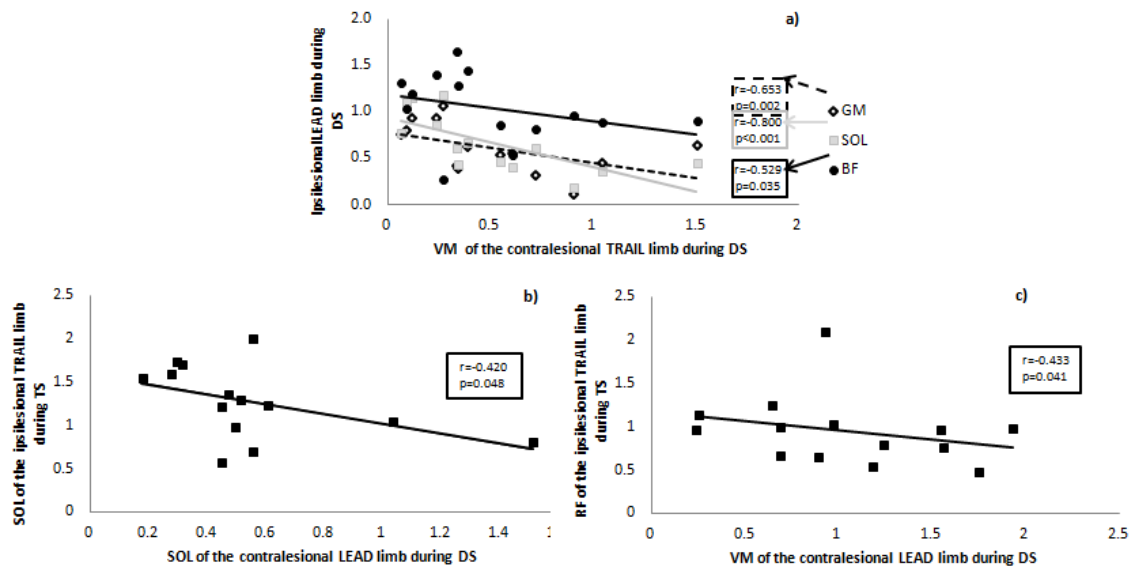 a)
IpsilesionalLEAD limb during
DS
2.0
1.5
1.0
0.5
0.0
0
0.5
1
1.5
2
VM of the contralesional TRAIL limb during DS
r=-0.653
p=0.002
r=-0.800
p<0.001
r=-0.529
p=0.035
GM
SOL
BF
b)
SOL of the ipsilesional TRAIL limb
during TS
2.5
2
1.5
1
0.5
0
0
0.2
0.4
0.6
0.8
1
1.2
1.4
1
SOL of the contralesional LEAD limb during DS
r=-0.420
p=0.048
c)
RF of the ipsilesional TRAIL limb
during TS
2.5
2
1.5
1
0.5
0
0
0.5
1
1.5
2
2.5
VM of the contralesional LEAD limb during DS
r=-0.433
p=0.041